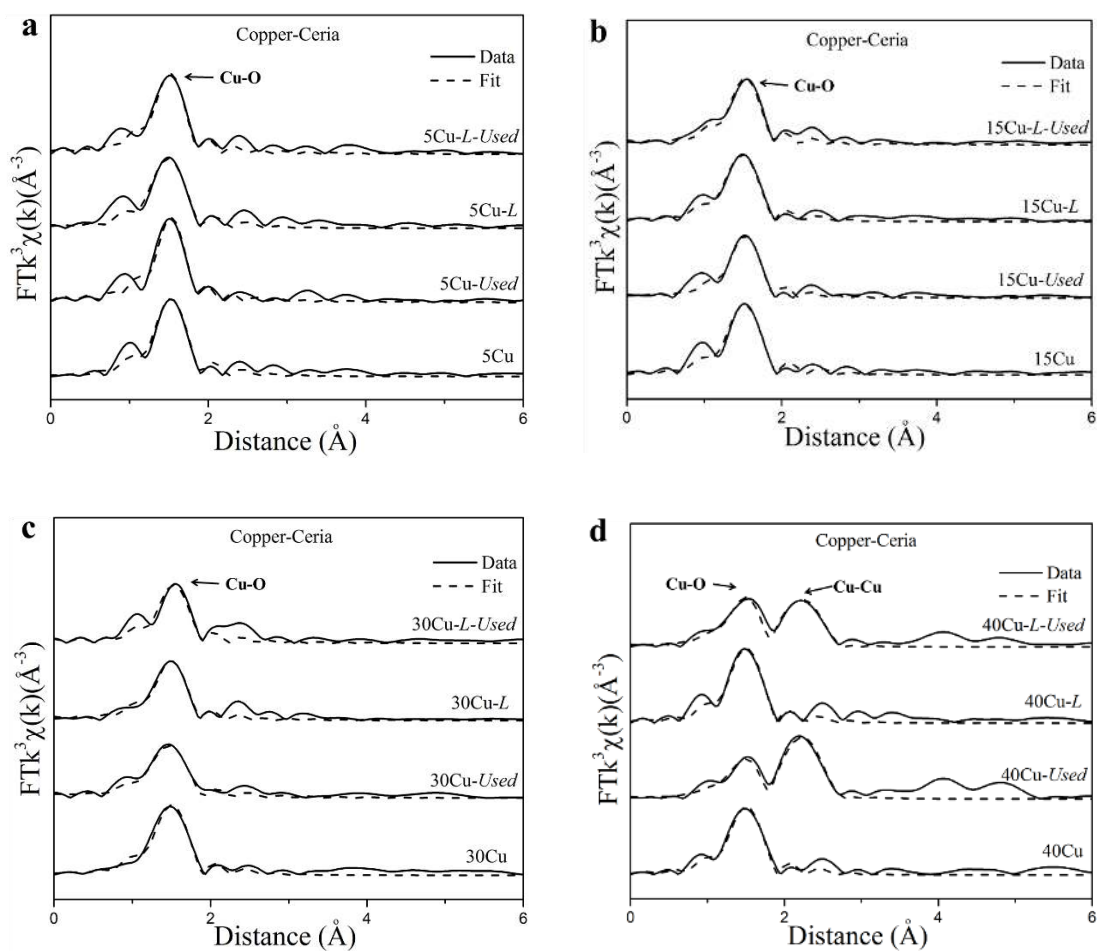 a
Copper-Ceria
Data
Fit
Cu-O
5Cu-L-Used
5Cu-L
5Cu-Used
5Cu
FTk³χ(k)(Å⁻³)
0 2 4 6
Distance (Å)
b
Copper-Ceria
Data
Fit
Cu-O
15Cu-L-Used
15Cu-L
15Cu-Used
15Cu
FTk³χ(k)(Å⁻³)
0 2 4 6
Distance (Å)
c
Copper-Ceria
Data
Fit
Cu-O
30Cu-L-Used
30Cu-L
30Cu-Used
30Cu
FTk³χ(k)(Å⁻³)
0 2 4 6
Distance (Å)
d
Copper-Ceria
Data
Fit
Cu-O
Cu-Cu
40Cu-L-Used
40Cu-L
40Cu-Used
40Cu
FTk³χ(k)(Å⁻³)
0 2 4 6
Distance (Å)